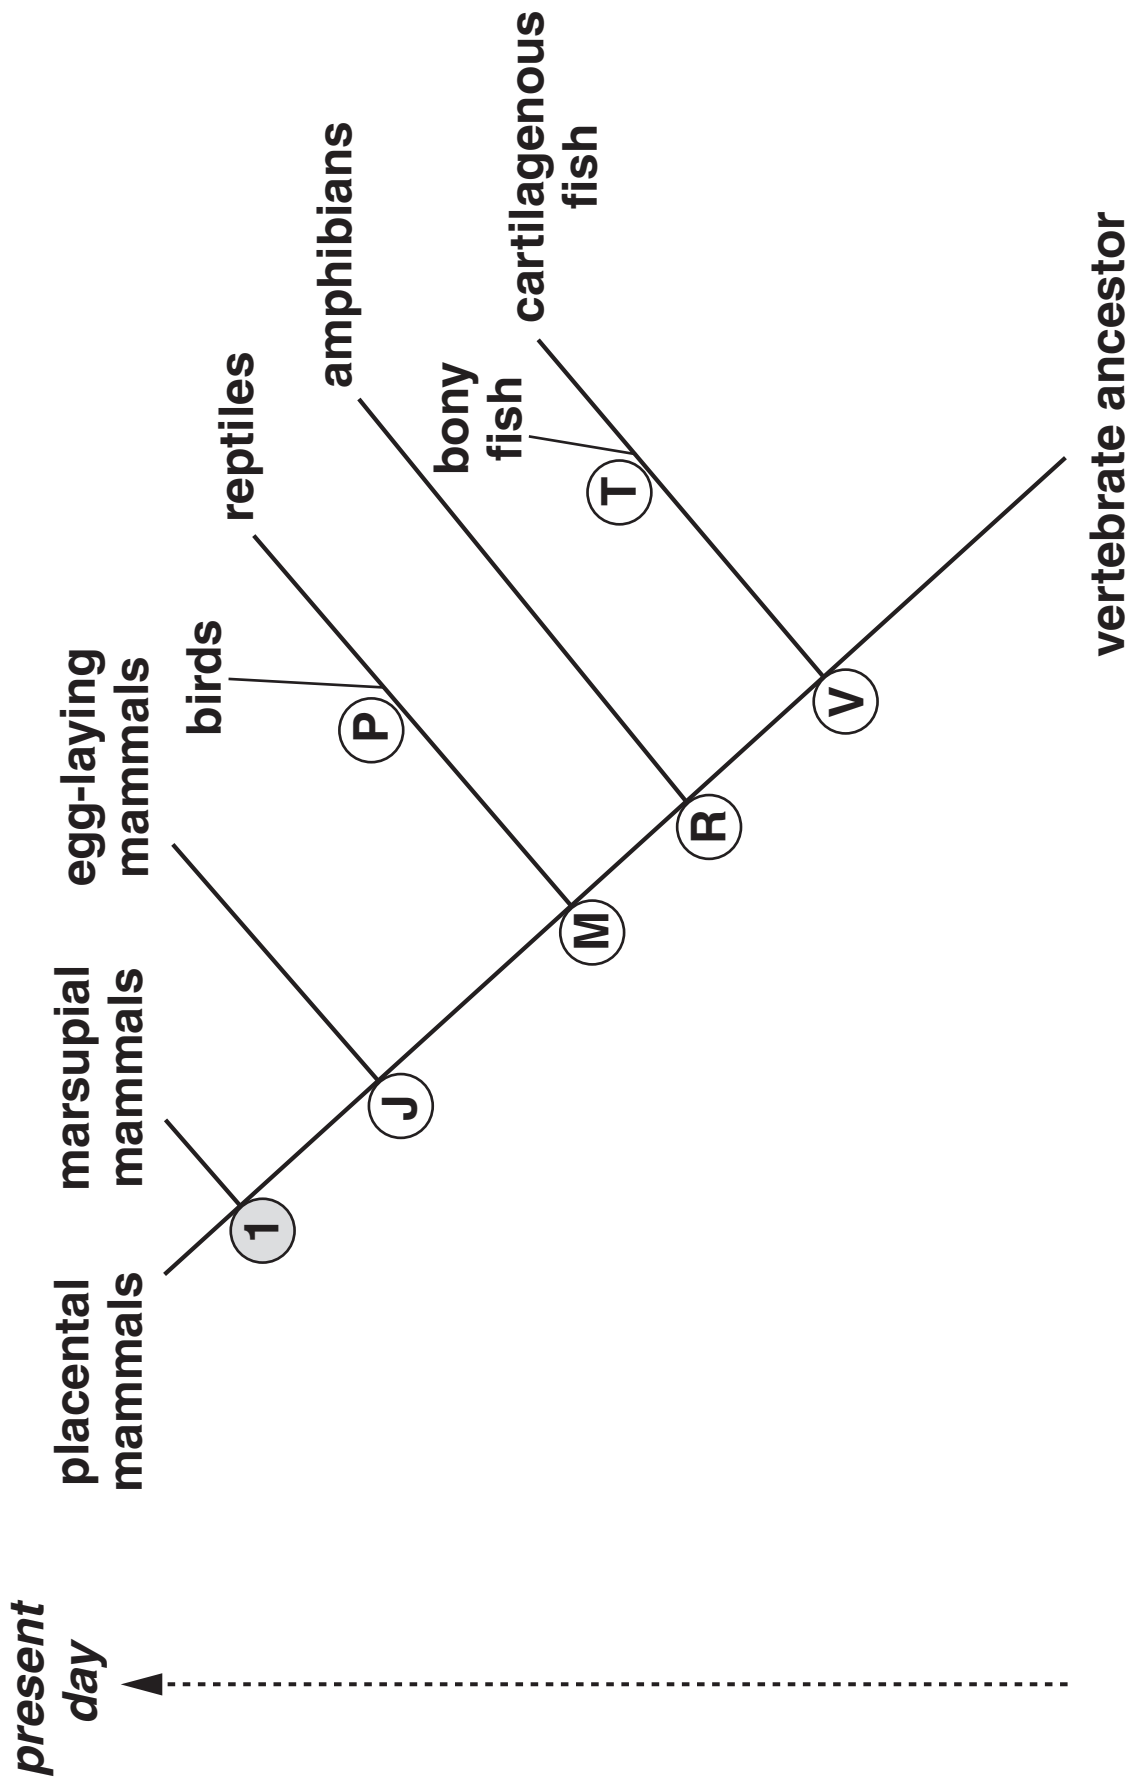 present
day
placental
mammals
marsupial
mammals
egg-laying
mammals
birds
reptiles
amphibians
bony
fish
cartilagenous
fish
1
J
P
M
T
R
V
vertebrate ancestor